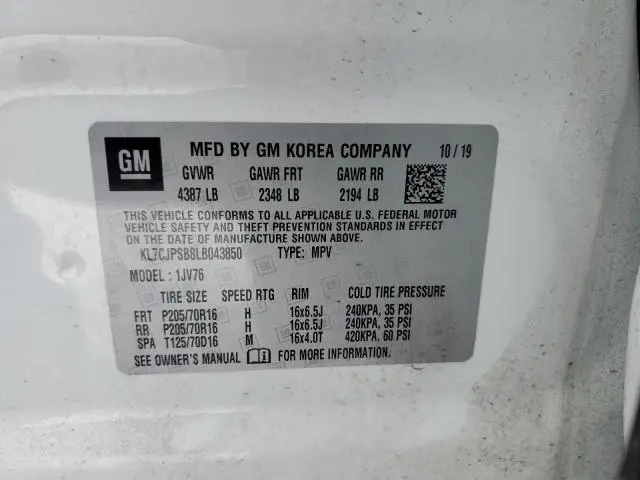 GM MFD BY GM KOREA COMPANY 10 / 19
GVWR GAWR FRT GAWR RR
4387 LB 2348 LB 2194 LB
THIS VEHICLE CONFORMS TO ALL APPLICABLE U.S. FEDERAL MOTOR
VEHICLE SAFETY AND THEFT PREVENTION STANDARDS IN EFFECT ON
THE DATE OF MANUFACTURE SHOWN ABOVE.
KL7CJPSB8LB043850 TYPE: MPV
MODEL: 1JV76
TIRE SIZE SPEED RTG RIM COLD TIRE PRESSURE
FRT P205/70R16 H 16x6.5J 240KPA, 35 PSI
RR P205/70R16 H 16x6.5J 240KPA, 35 PSI
SPA T125/70D16 M 16x4.0T 420KPA, 60 PSI
SEE OWNER'S MANUAL FOR MORE INFORMATION.